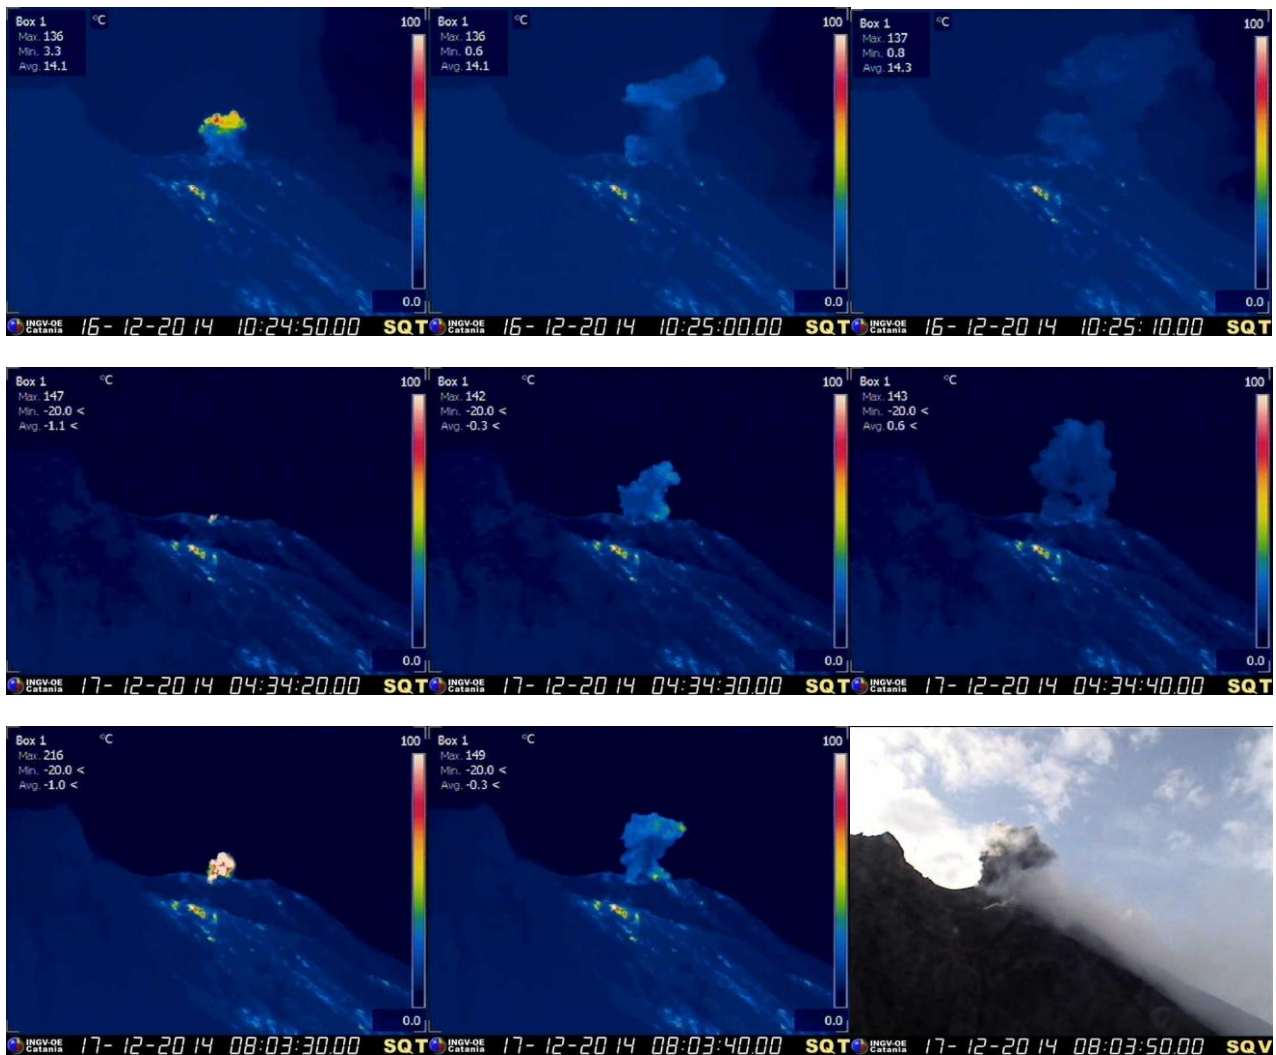 Box 1 °C 100
Max. 136
Min. 3.3
Avg. 14.1
0.0
INGV-OE
Catania 16-12-2014 10:24:50.00 SQT
Box 1 °C 100
Max. 136
Min. 0.6
Avg. 14.1
0.0
INGV-OE
Catania 16-12-2014 10:25:00.00 SQT
Box 1 °C 100
Max. 137
Min. 0.8
Avg. 14.3
0.0
INGV-OE
Catania 16-12-2014 10:25:10.00 SQT
Box 1 °C 100
Max. 147
Min. -20.0 <
Avg. -1.1 <
0.0
INGV-OE
Catania 17-12-2014 04:34:20.00 SQT
Box 1 °C 100
Max. 142
Min. -20.0 <
Avg. -0.3 <
0.0
INGV-OE
Catania 17-12-2014 04:34:30.00 SQT
Box 1 °C 100
Max. 143
Min. -20.0 <
Avg. 0.6 <
0.0
INGV-OE
Catania 17-12-2014 04:34:40.00 SQT
Box 1 °C 100
Max. 216
Min. -20.0 <
Avg. -1.0 <
0.0
INGV-OE
Catania 17-12-2014 08:03:30.00 SQT
Box 1 °C 100
Max. 149
Min. -20.0 <
Avg. -0.3 <
0.0
INGV-OE
Catania 17-12-2014 08:03:40.00 SQT
INGV-OE
Catania 17-12-2014 08:03:50.00 SQV